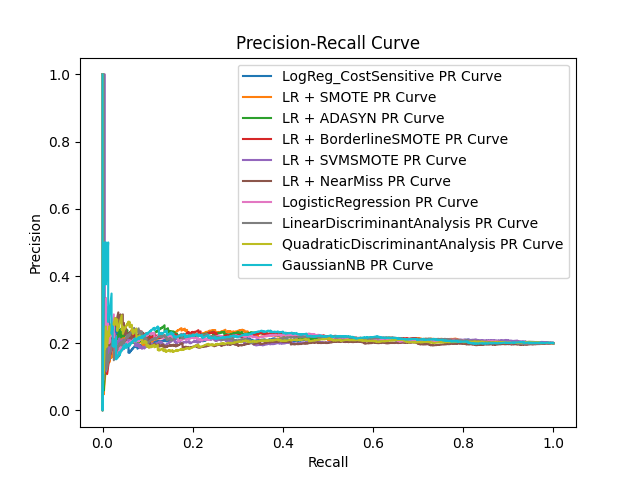 Precision-Recall Curve
LogReg_CostSensitive PR Curve
LR + SMOTE PR Curve
LR + ADASYN PR Curve
LR + BorderlineSMOTE PR Curve
LR + SVMSMOTE PR Curve
LR + NearMiss PR Curve
LogisticRegression PR Curve
LinearDiscriminantAnalysis PR Curve
QuadraticDiscriminantAnalysis PR Curve
GaussianNB PR Curve
Precision
1.0
0.8
0.6
0.4
0.2
0.0
0.0 0.2 0.4 0.6 0.8 1.0
Recall